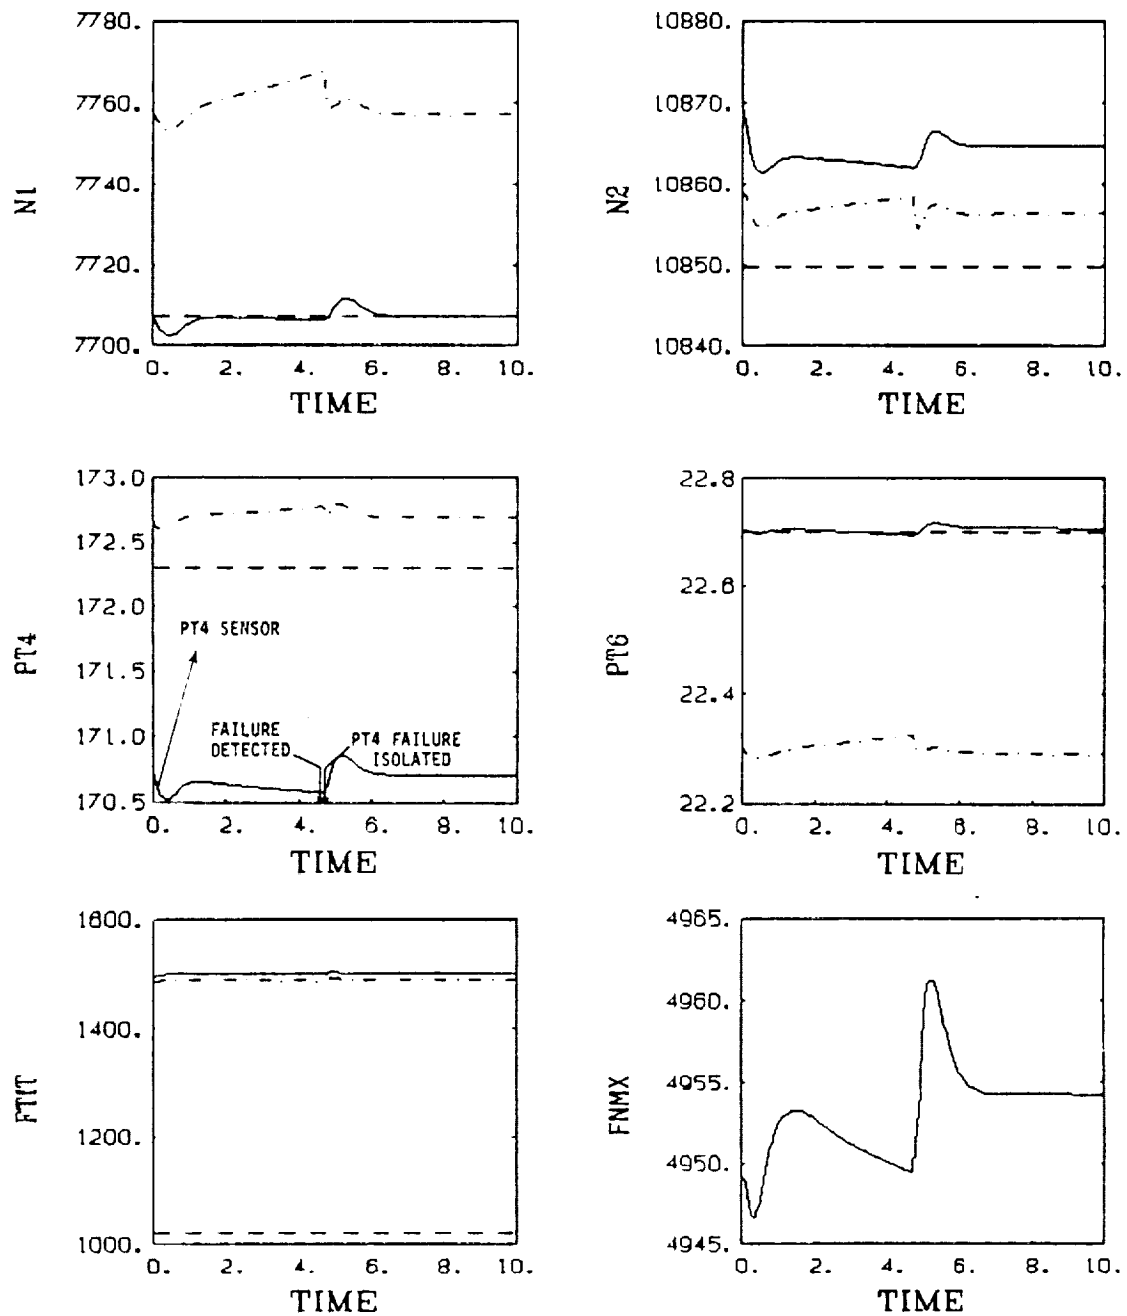 7780.
7760.
7740.
7720.
7700.
N1
0. 2. 4. 6. 8. 10.
TIME
10880.
10870.
10860.
10850.
10840.
N2
0. 2. 4. 6. 8. 10.
TIME
173.0
172.5
172.0
171.5
171.0
170.5
PT4
PT4 SENSOR
FAILURE
DETECTED
PT4 FAILURE
ISOLATED
0. 2. 4. 6. 8. 10.
TIME
22.8
22.6
22.4
22.2
PT6
0. 2. 4. 6. 8. 10.
TIME
1600.
1400.
1200.
1000.
FTIT
0. 2. 4. 6. 8. 10.
TIME
4965.
4960.
4955.
4950.
4945.
FNMX
0. 2. 4. 6. 8. 10.
TIME